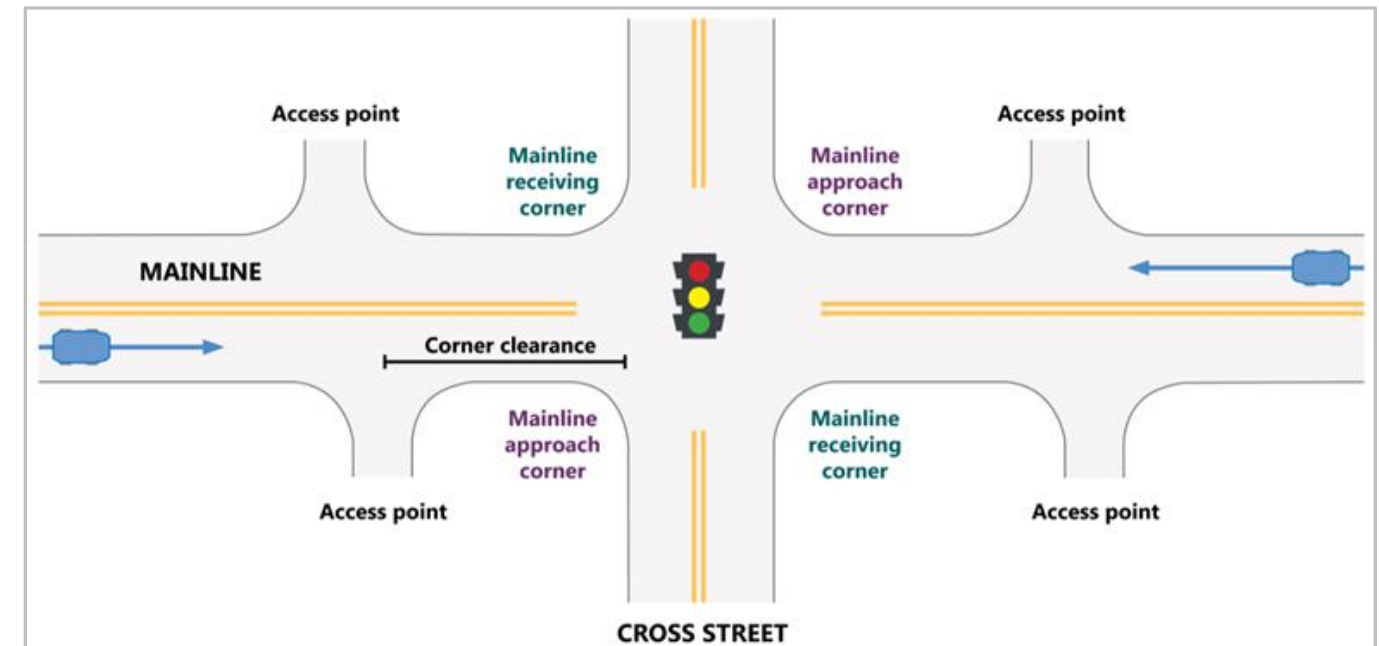 Access point
Access point
Mainline
receiving
corner
Mainline
approach
corner
MAINLINE
Corner clearance
Mainline
approach
corner
Mainline
receiving
corner
Access point
Access point
CROSS STREET